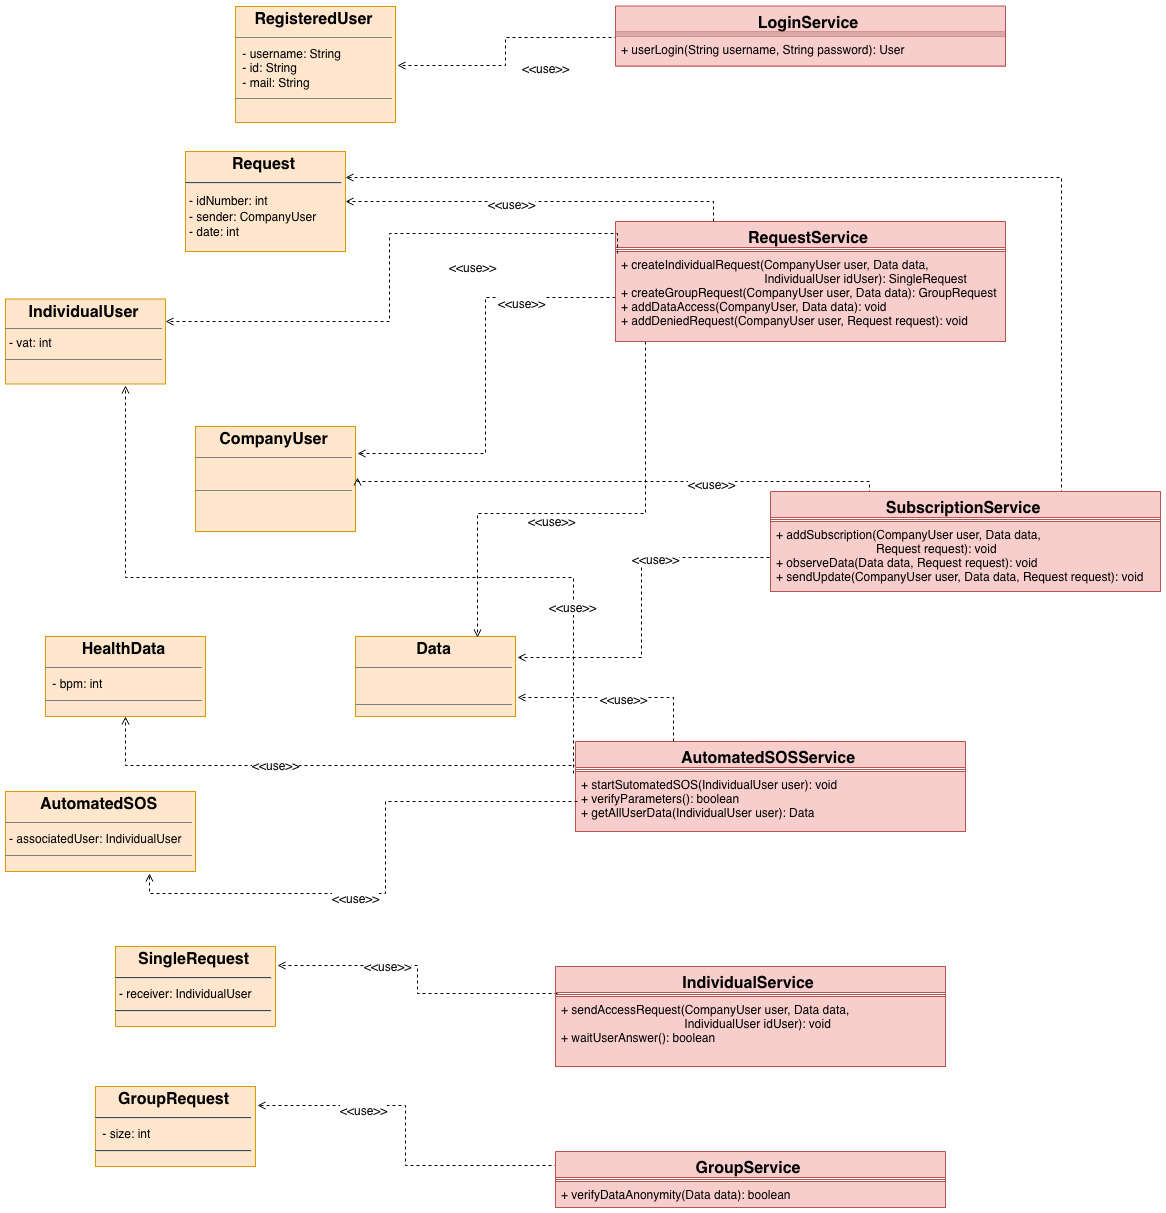 RegisteredUser
- username: String
- id: String
- mail: String
LoginService
+ userLogin(String username, String password): User
<<use>>
Request
- idNumber: int
- sender: CompanyUser
- date: int
<<use>>
RequestService
+ createIndividualRequest(CompanyUser user, Data data,
IndividualUser idUser): SingleRequest
+ createGroupRequest(CompanyUser user, Data data): GroupRequest
+ addDataAccess(CompanyUser, Data data): void
+ addDeniedRequest(CompanyUser user, Request request): void
<<use>>
<<use>>
IndividualUser
- vat: int
CompanyUser
<<use>>
SubscriptionService
+ addSubscription(CompanyUser user, Data data,
Request request): void
+ observeData(Data data, Request request): void
+ sendUpdate(CompanyUser user, Data data, Request request): void
<<use>>
<<use>>
<<use>>
HealthData
- bpm: int
Data
<<use>>
AutomatedSOSService
+ startSutomatedSOS(IndividualUser user): void
+ verifyParameters(): boolean
+ getAllUserData(IndividualUser user): Data
<<use>>
AutomatedSOS
- associatedUser: IndividualUser
<<use>>
SingleRequest
- receiver: IndividualUser
<<use>>
IndividualService
+ sendAccessRequest(CompanyUser user, Data data,
IndividualUser idUser): void
+ waitUserAnswer(): boolean
GroupRequest
- size: int
<<use>>
GroupService
+ verifyDataAnonymity(Data data): boolean